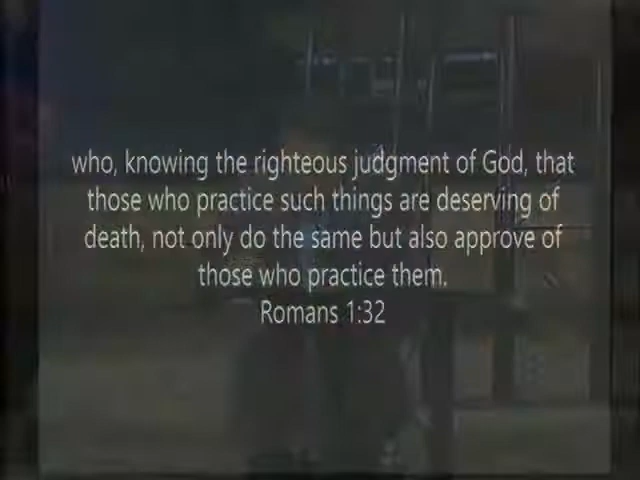 who, knowing the righteous judgment of God, that
those who practice such things are deserving of
death, not only do the same but also approve of
those who practice them.
Romans 1:32